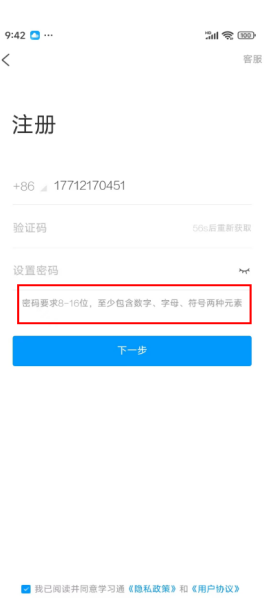 9:42
100
客服
注册
+86 17712170451
验证码 56s后重新获取
设置密码
密码要求8-16位，至少包含数字、字母、符号两种元素
下一步
我已阅读并同意学习通《隐私政策》和《用户协议》